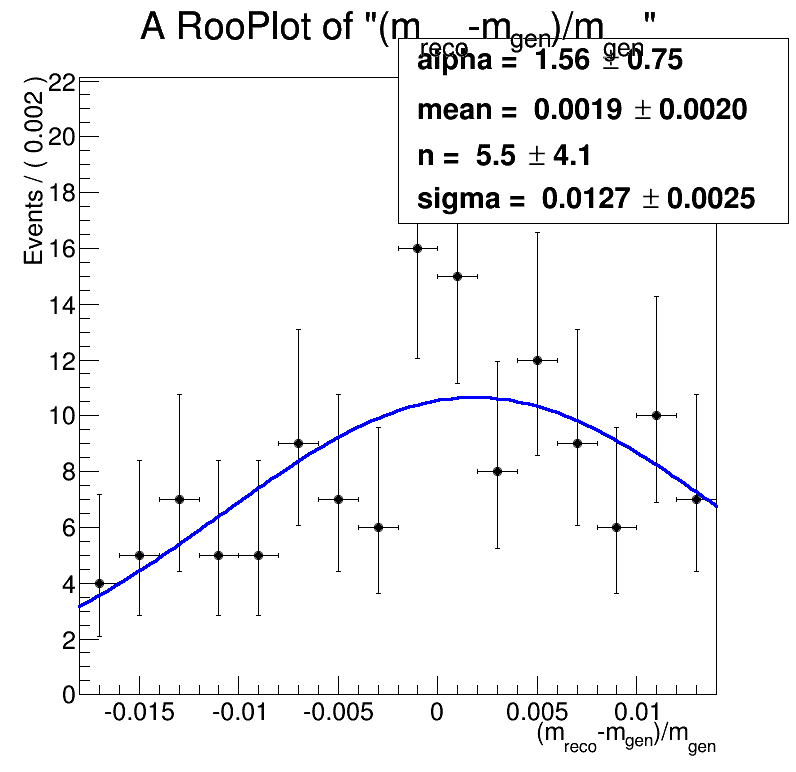 A RooPlot of "(m_reco-m_gen)/m_gen"
alpha = 1.56 ± 0.75
mean = 0.0019 ± 0.0020
n = 5.5 ± 4.1
sigma = 0.0127 ± 0.0025
Events / ( 0.002 )
22
20
18
16
14
12
10
8
6
4
2
0
-0.015 -0.01 -0.005 0 0.005 0.01
(m_reco-m_gen)/m_gen